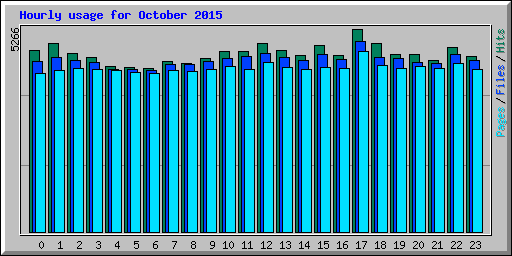 Hourly usage for October 2015
5266
Pages / Files / Hits
0 1 2 3 4 5 6 7 8 9 10 11 12 13 14 15 16 17 18 19 20 21 22 23